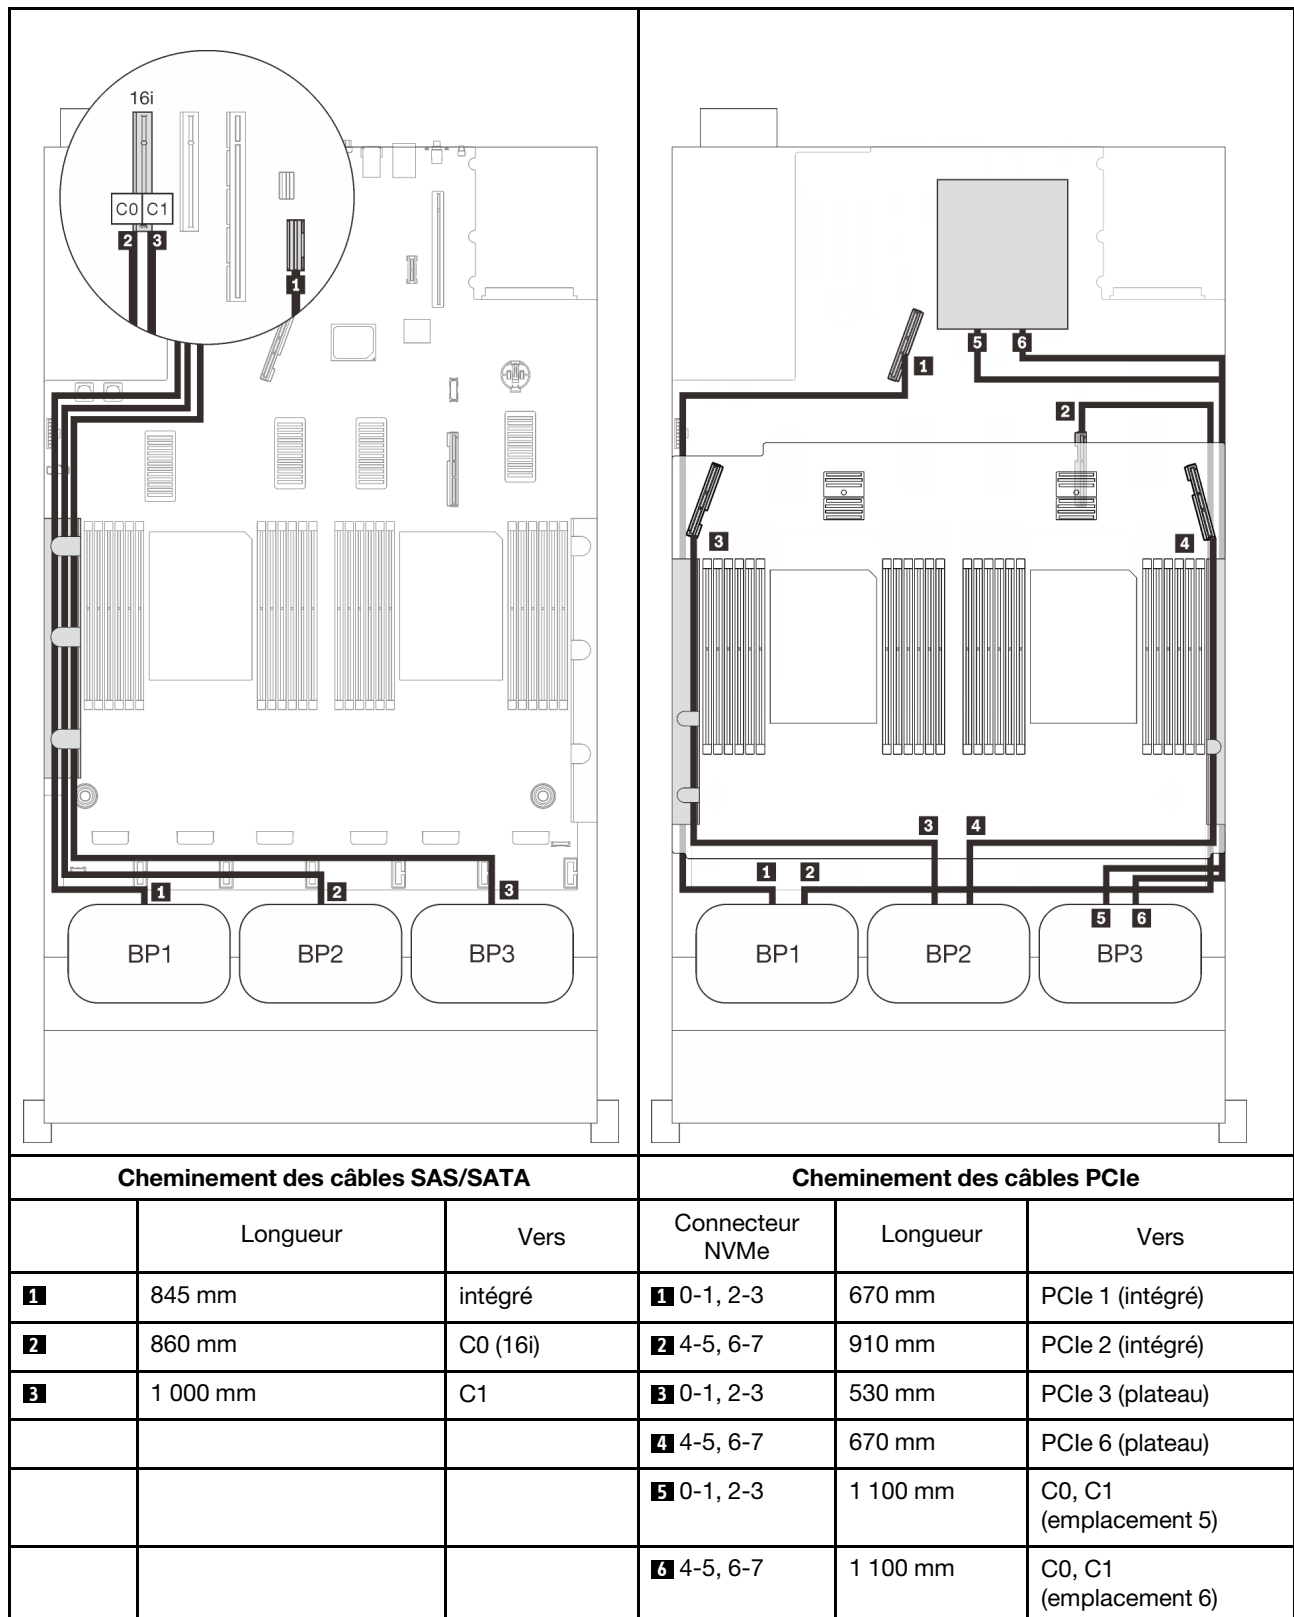 16i
C0 C1
2 3
1
1
2
3
BP1 BP2 BP3
5 6
1
2
3
4
3 4
1 2
5 6
BP1 BP2 BP3
Cheminement des câbles SAS/SATA
Cheminement des câbles PCIe
Longueur Vers Connecteur NVMe Longueur Vers
1 845 mm intégré 1 0-1, 2-3 670 mm PCIe 1 (intégré)
2 860 mm C0 (16i) 2 4-5, 6-7 910 mm PCIe 2 (intégré)
3 1 000 mm C1 3 0-1, 2-3 530 mm PCIe 3 (plateau)
4 4-5, 6-7 670 mm PCIe 6 (plateau)
5 0-1, 2-3 1 100 mm C0, C1
(emplacement 5)
6 4-5, 6-7 1 100 mm C0, C1
(emplacement 6)